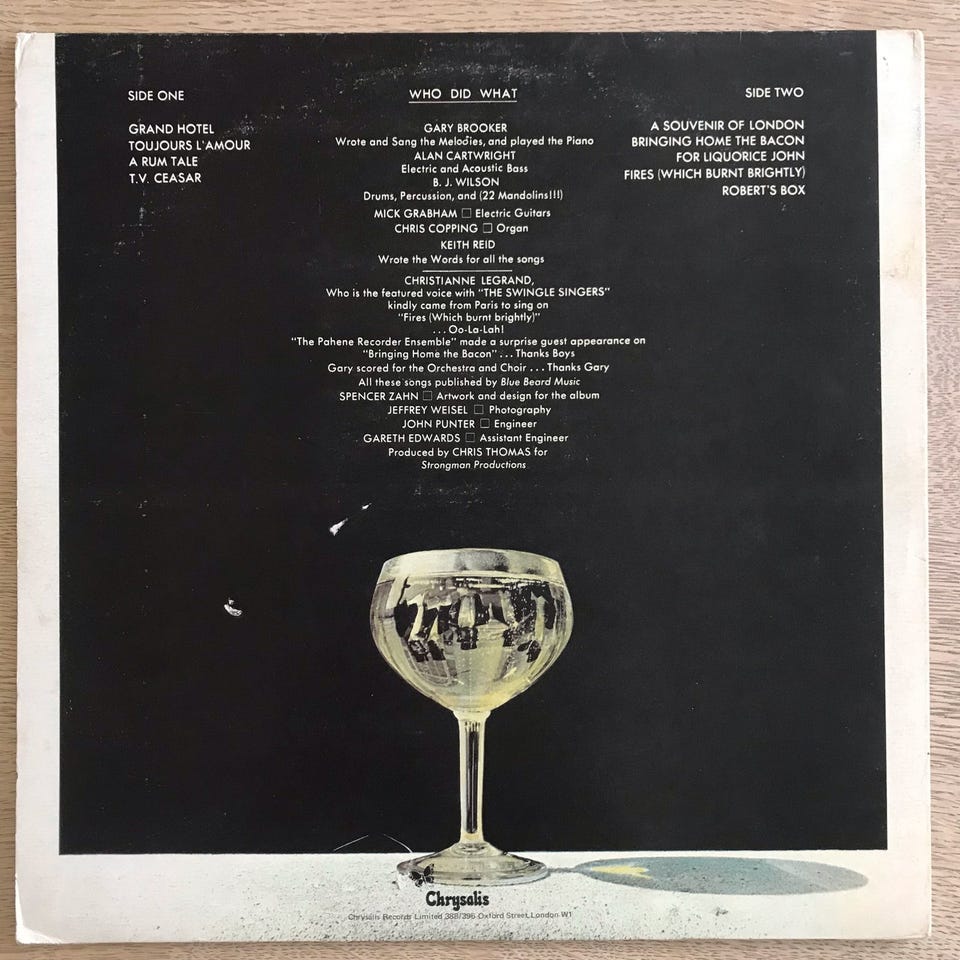 SIDE ONE
GRAND HOTEL
TOUJOURS L'AMOUR
A RUM TALE
T.V. CEASAR
WHO DID WHAT
GARY BROOKER
Wrote and Sang the Melodies, and played the Piano
ALAN CARTWRIGHT
Electric and Acoustic Bass
B. J. WILSON
Drums, Percussion, and (22 Mandolins!!!)
MICK GRABHAM □ Electric Guitars
CHRIS COPPING □ Organ
KEITH REID
Wrote the Words for all the songs
CHRISTIANNE LEGRAND,
Who is the featured voice with "THE SWINGLE SINGERS"
kindly came from Paris to sing on
"Fires (Which burnt brightly)"
...Oo-La-Lah!
"The Pahene Recorder Ensemble" made a surprise guest appearance on
"Bringing Home the Bacon"...Thanks Boys
Gary scored for the Orchestra and Choir...Thanks Gary
All these songs published by Blue Beard Music
SPENCER ZAHN □ Artwork and design for the album
JEFFREY WEISEL □ Photography
JOHN PUNTER □ Engineer
GARETH EDWARDS □ Assistant Engineer
Produced by CHRIS THOMAS for
Strongman Productions
SIDE TWO
A SOUVENIR OF LONDON
BRINGING HOME THE BACON
FOR LIQUORICE JOHN
FIRES (WHICH BURNT BRIGHTLY)
ROBERT'S BOX
Chrysalis
Chrysalis Records Limited 388/396 Oxford Street, London W1